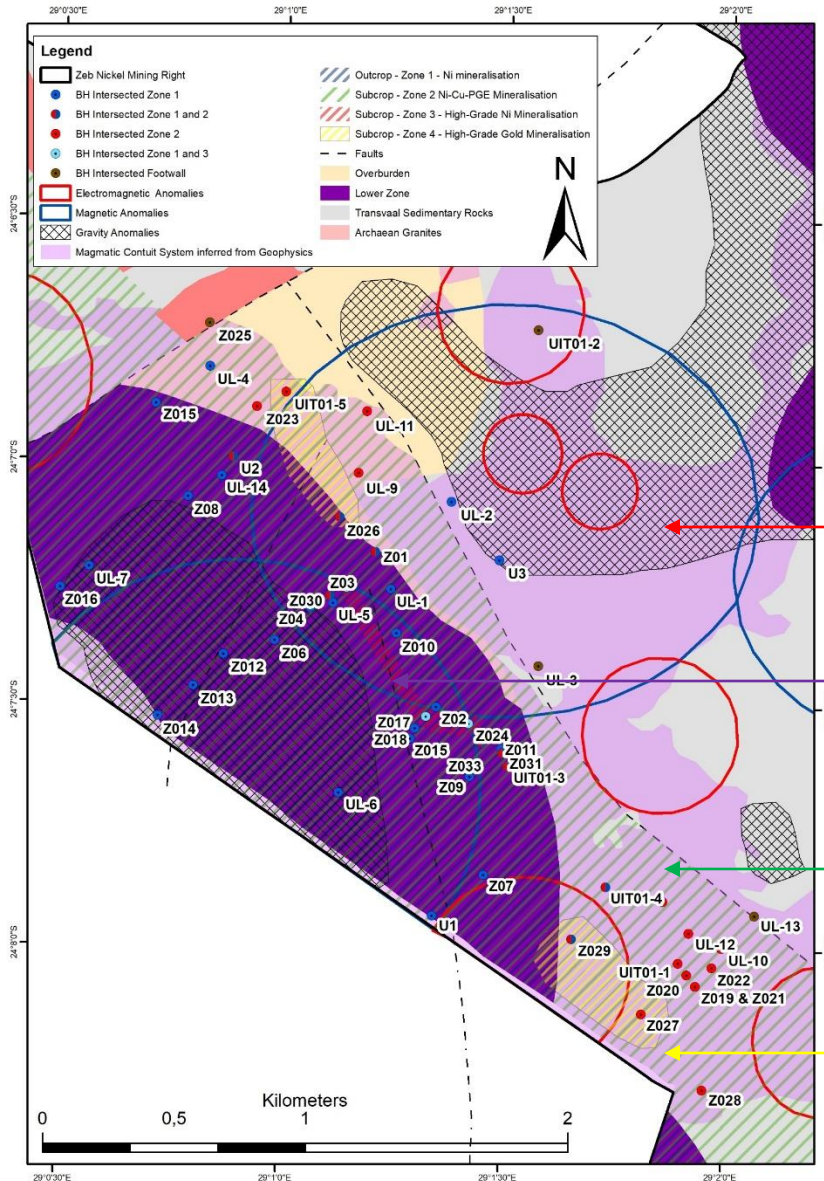 29°0'30"E
29°1'0"E
29°1'30"E
29°2'0"E
Legend
Zeb Nickel Mining Right
BH Intersected Zone 1
BH Intersected Zone 1 and 2
BH Intersected Zone 2
BH Intersected Zone 1 and 3
BH Intersected Footwall
Electromagnetic Anomalies
Magnetic Anomalies
Gravity Anomalies
Magmatic Contuit System inferred from Geophysics
Outcrop - Zone 1 - Ni mineralisation
Subcrop - Zone 2 Ni-Cu-PGE Mineralisation
Subcrop - Zone 3 - High-Grade Ni Mineralisation
Subcrop - Zone 4 - High-Grade Gold Mineralisation
Faults
Overburden
Lower Zone
Transvaal Sedimentary Rocks
Archaean Granites
N
24°6'30"S
24°7'0"S
24°7'30"S
24°8'0"S
Z025
UIT01-2
UL-4
Z015
Z023
UIT01-5
UL-11
U2
UL-14
UL-9
Z08
UL-2
Z026
Z01
U3
UL-7
Z016
Z03
Z030
UL-5
UL-1
Z04
Z06
Z010
Z012
UL-3
Z013
Z014
Z017
Z02
Z018
Z015
Z024
Z011
Z033
Z031
Z09
UIT01-3
UL-6
Z07
UIT01-4
U1
UL-13
UL-12
Z029
UL-10
UIT01-1
Z022
Z020
Z019 & Z021
Z027
Z028
Kilometers
0
0,5
1
2
29°0'30"E
29°1'0"E
29°1'30"E
29°2'0"E